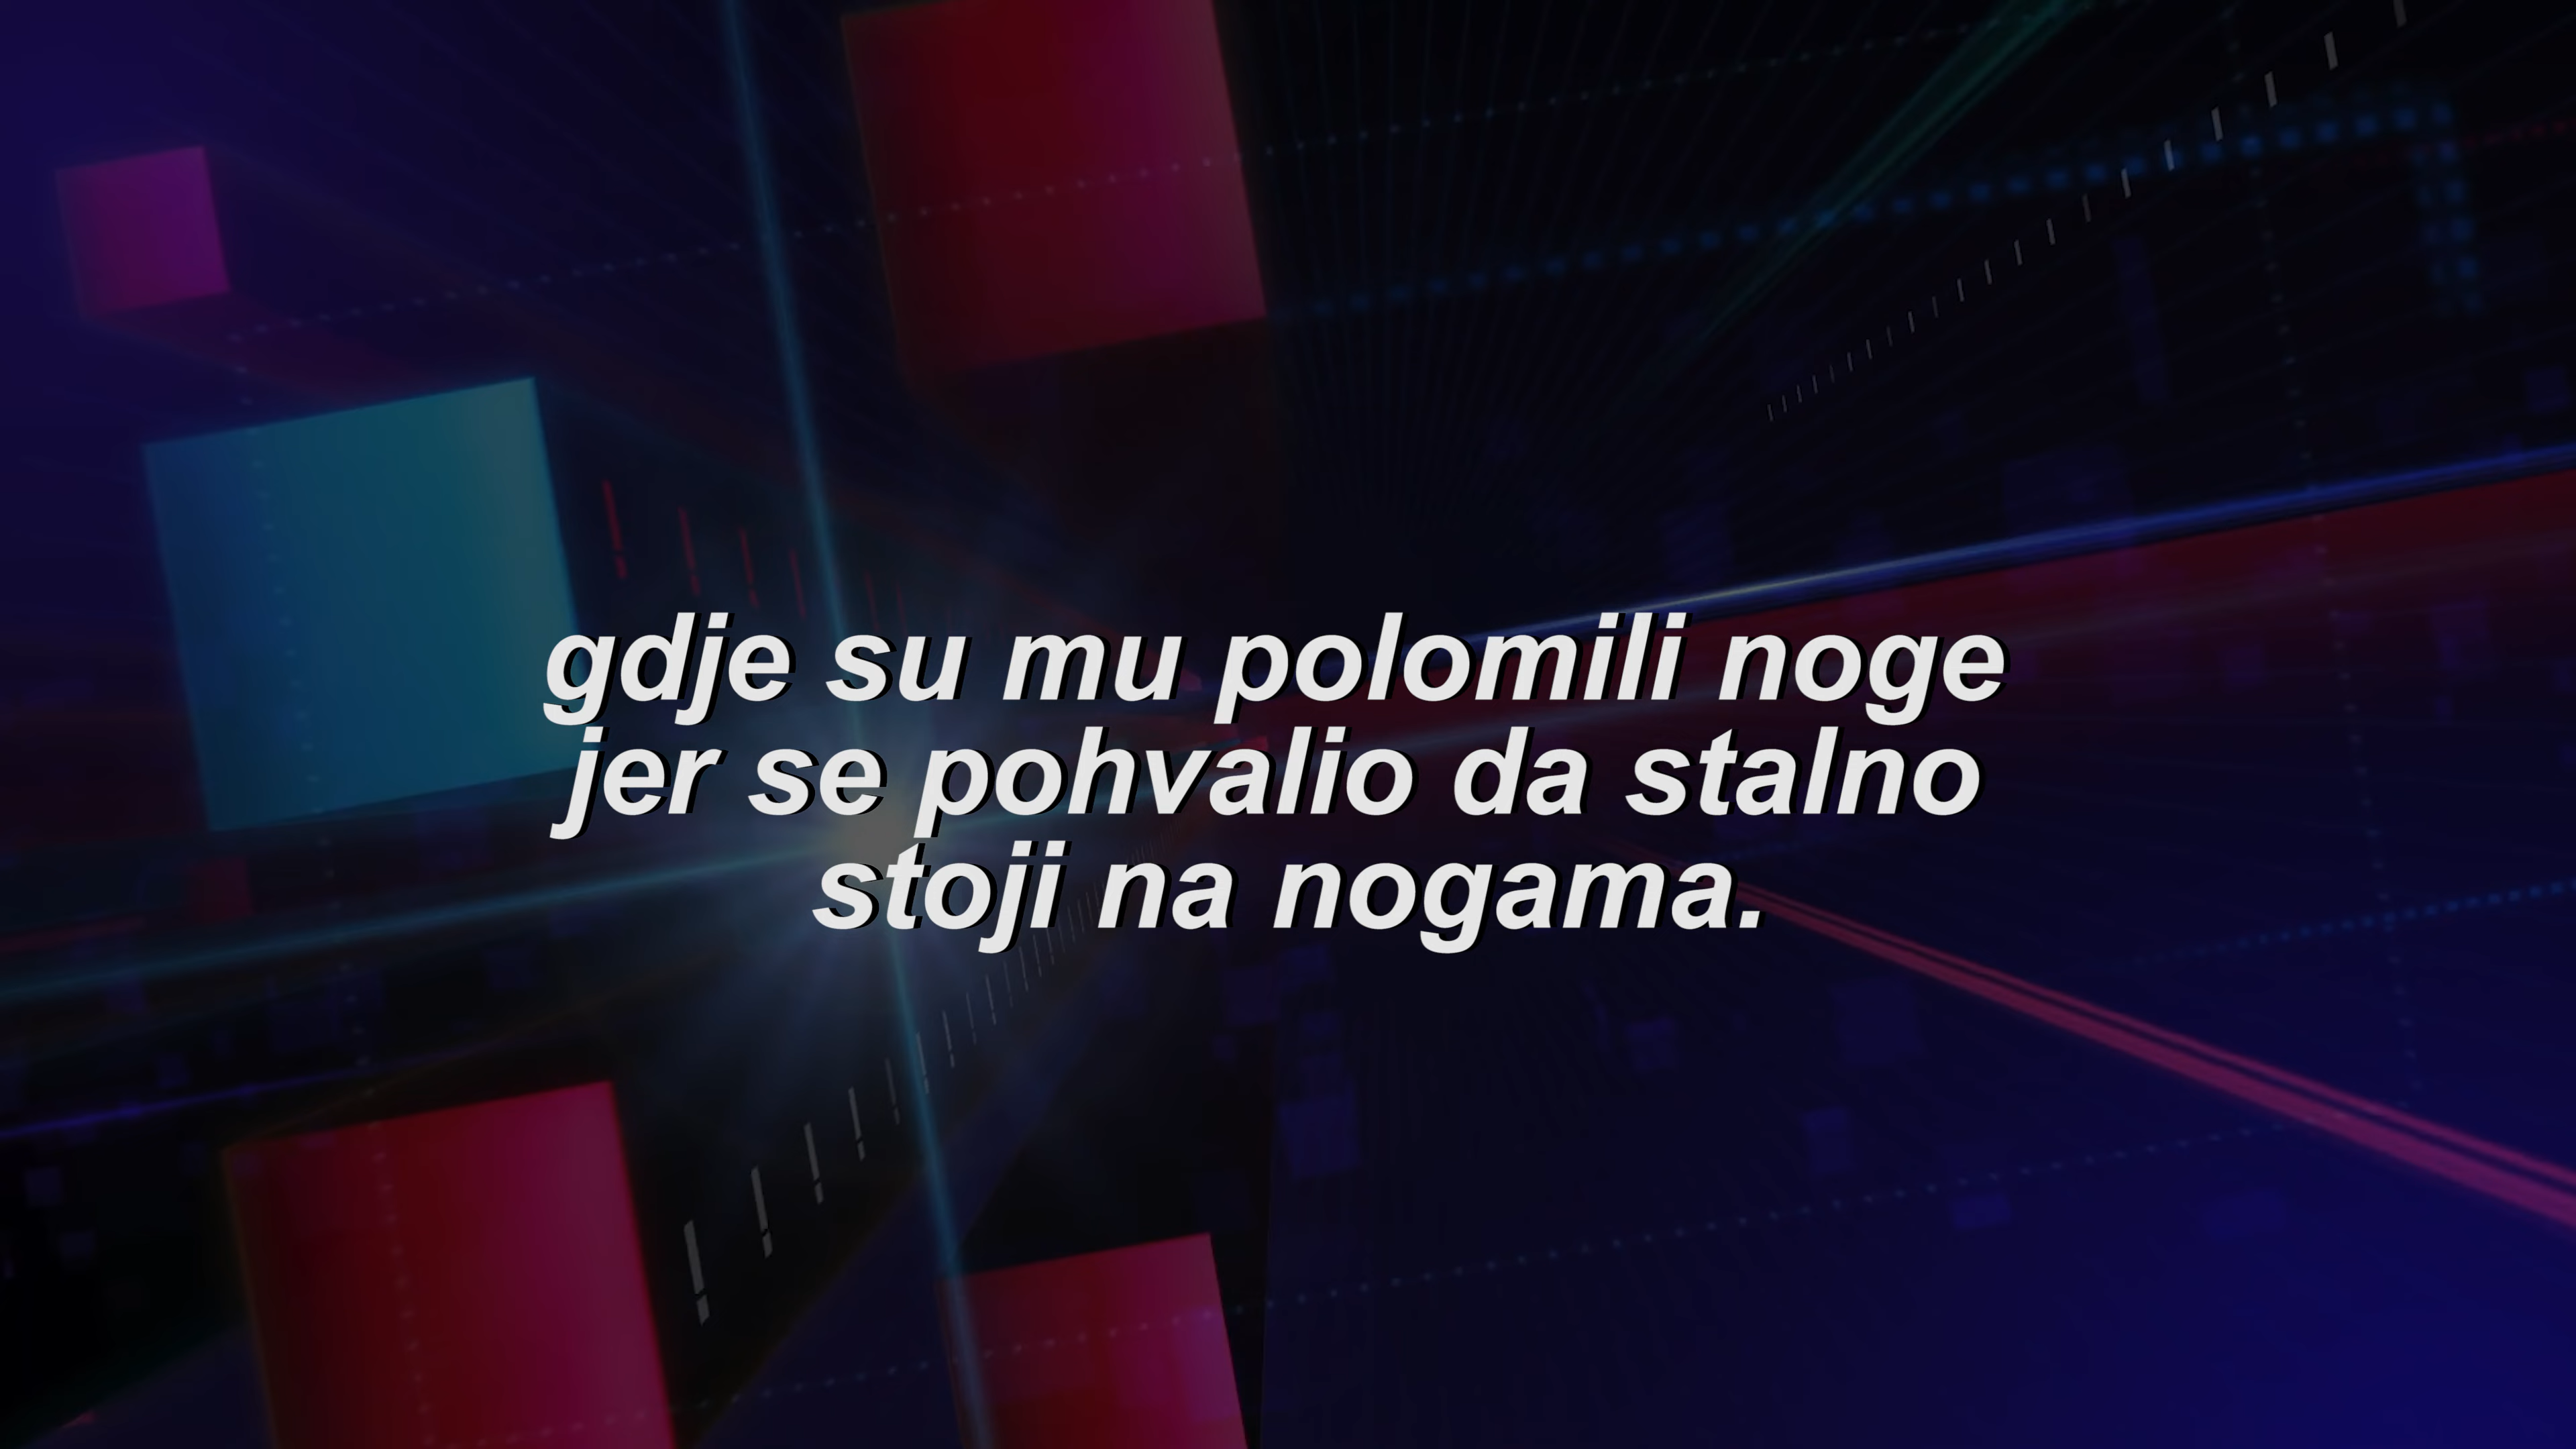 gdje su mu polomili noge
jer se pohvalio da stalno
stoji na nogama.